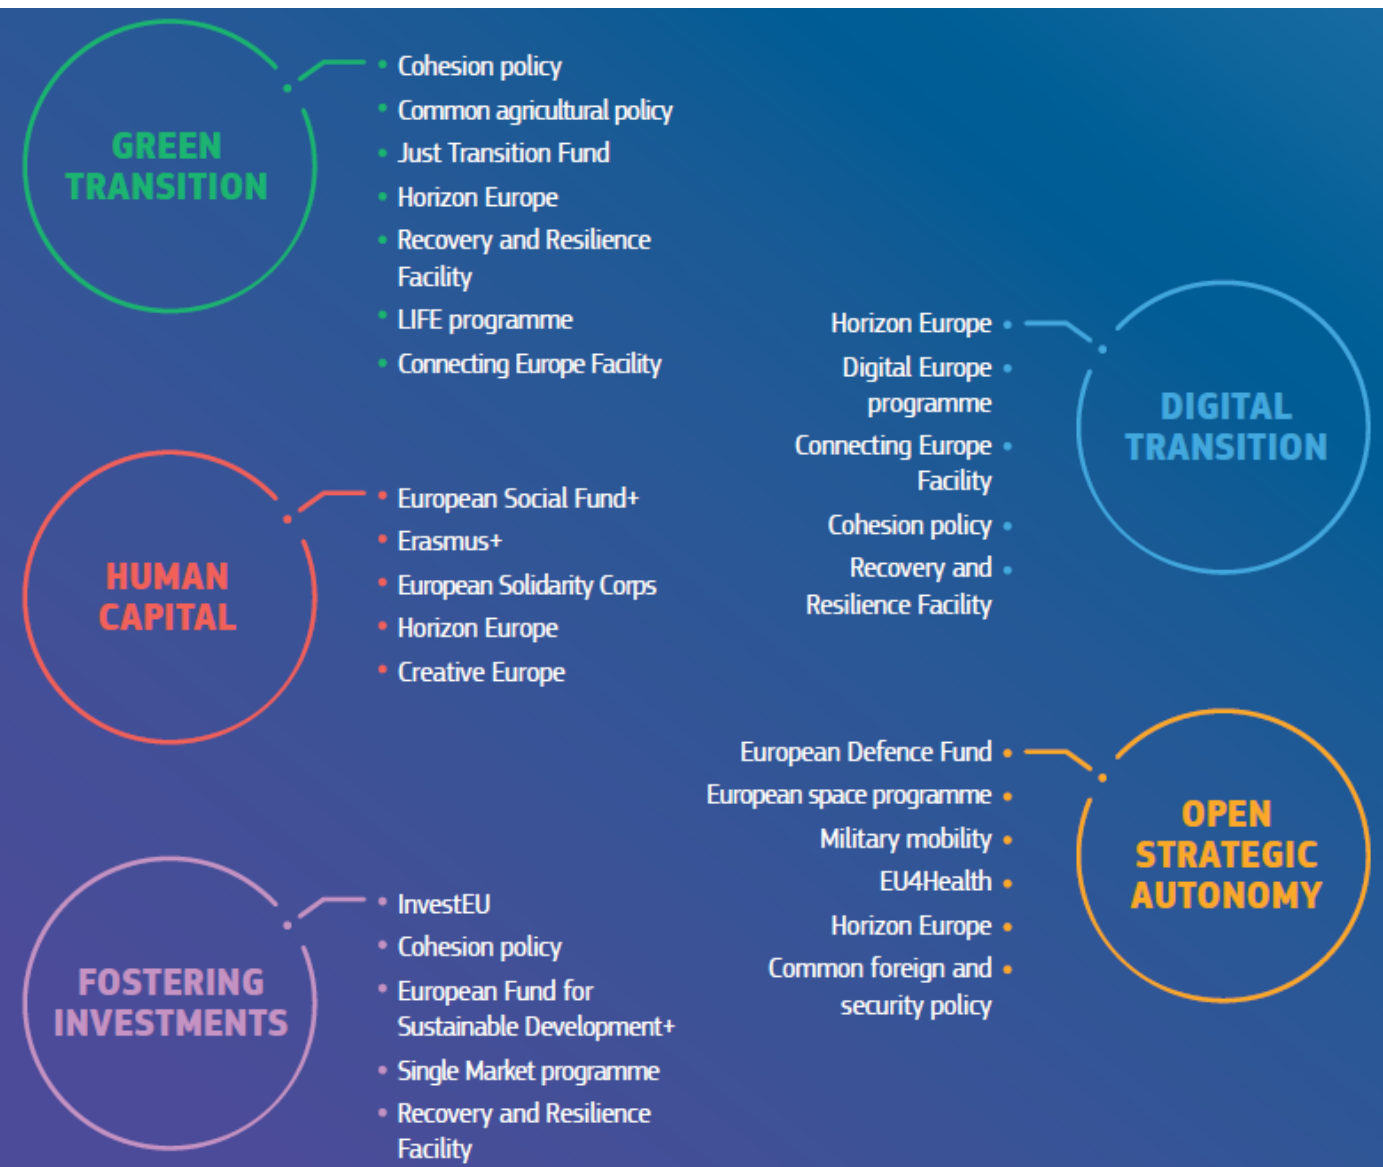 GREEN
TRANSITION
Cohesion policy
Common agricultural policy
Just Transition Fund
Horizon Europe
Recovery and Resilience
Facility
LIFE programme
Connecting Europe Facility
DIGITAL
TRANSITION
Horizon Europe
Digital Europe
programme
Connecting Europe
Facility
Cohesion policy
Recovery and
Resilience Facility
HUMAN
CAPITAL
European Social Fund+
Erasmus+
European Solidarity Corps
Horizon Europe
Creative Europe
OPEN
STRATEGIC
AUTONOMY
European Defence Fund
European space programme
Military mobility
EU4Health
Horizon Europe
Common foreign and
security policy
FOSTERING
INVESTMENTS
InvestEU
Cohesion policy
European Fund for
Sustainable Development+
Single Market programme
Recovery and Resilience
Facility